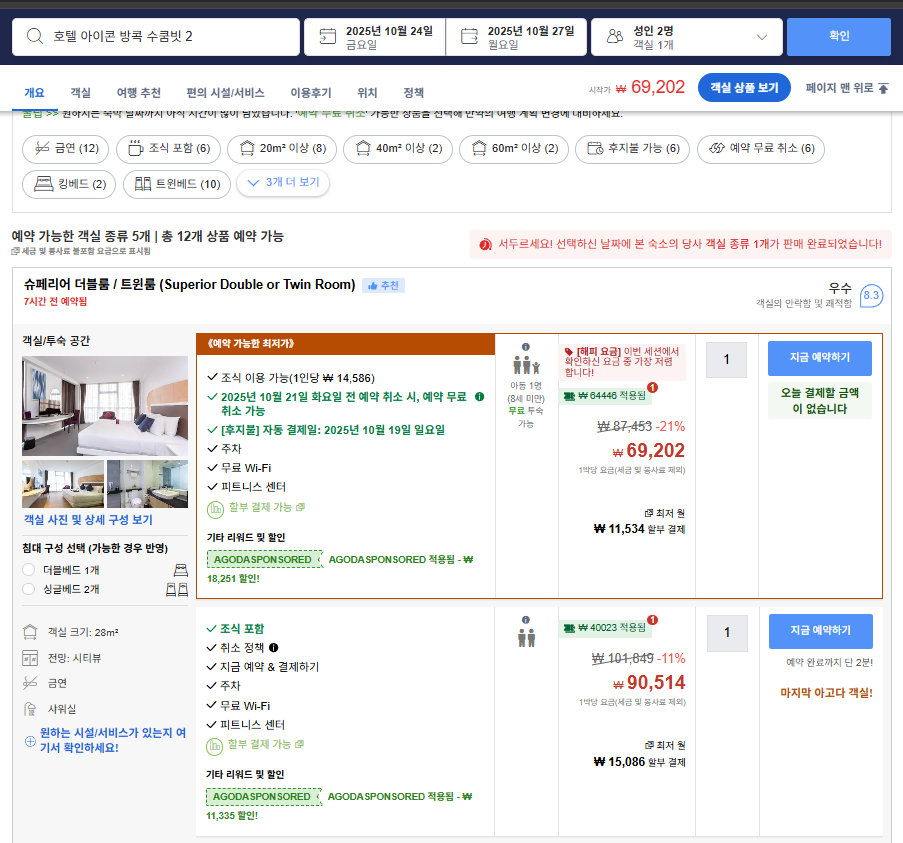 호텔 아이콘 방콕 수쿰빗 2
2025년 10월 24일
금요일
2025년 10월 27일
월요일
성인 2명
객실 1개
확인
개요
객실
여행 추천
편의 시설/서비스
이용후기
위치
정책
시작가 ₩ 69,202
객실 상품 보기
페이지 맨 위로
꿀팁 >> 원하시는 숙박 날짜까지 아직 시간이 많이 남았습니다. '예약 무료 취소' 가능한 상품을 선택해 만약의 여행 계획 변경에 대비하세요.
금연 (12)
조식 포함 (6)
20m² 이상 (8)
40m² 이상 (2)
60m² 이상 (2)
후지불 가능 (6)
예약 무료 취소 (6)
킹베드 (2)
트윈베드 (10)
3개 더 보기
예약 가능한 객실 종류 5개 | 총 12개 상품 예약 가능
세금 및 봉사료 불포함 요금으로 표시됨
서두르세요! 선택하신 날짜에 본 숙소의 당사 객실 종류 1개가 판매 완료되었습니다!
슈페리어 더블룸 / 트윈룸 (Superior Double or Twin Room)
추천
7시간 전 예약됨
우수
객실의 안락함 및 쾌적함
8.3
객실/투숙 공간
객실 사진 및 상세 구성 보기
침대 구성 선택 (가능한 경우 반영)
더블베드 1개
싱글베드 2개
객실 크기: 28m²
전망: 시티뷰
금연
샤워실
원하는 시설/서비스가 있는지 여
기서 확인하세요!
《예약 가능한 최저가》
조식 이용 가능(1인당 ₩ 14,586)
2025년 10월 21일 화요일 전 예약 취소 시, 예약 무료
취소 가능
[후지불] 자동 결제일: 2025년 10월 19일 일요일
주차
무료 Wi-Fi
피트니스 센터
할부 결제 가능
기타 리워드 및 할인
AGODASPONSORED
AGODASPONSORED 적용됨 - ₩
18,251 할인!
아동 1명
(8세 미만)
무료 투숙
가능
[해피 요금] 이번 세션에서
확인하신 요금 중 가장 저렴
합니다!
₩ 64446 적용됨
1
₩ 87,453 -21%
₩ 69,202
1박당 요금(세금 및 봉사료 제외)
최저 월
₩ 11,534 할부 결제
1
지금 예약하기
오늘 결제할 금액
이 없습니다
조식 포함
취소 정책
지금 예약 & 결제하기
주차
무료 Wi-Fi
피트니스 센터
할부 결제 가능
기타 리워드 및 할인
AGODASPONSORED
AGODASPONSORED 적용됨 - ₩
11,335 할인!
₩ 40023 적용됨
1
₩ 101,849 -11%
₩ 90,514
1박당 요금(세금 및 봉사료 제외)
최저 월
₩ 15,086 할부 결제
1
지금 예약하기
예약 완료까지 단 2분!
마지막 아고다 객실!